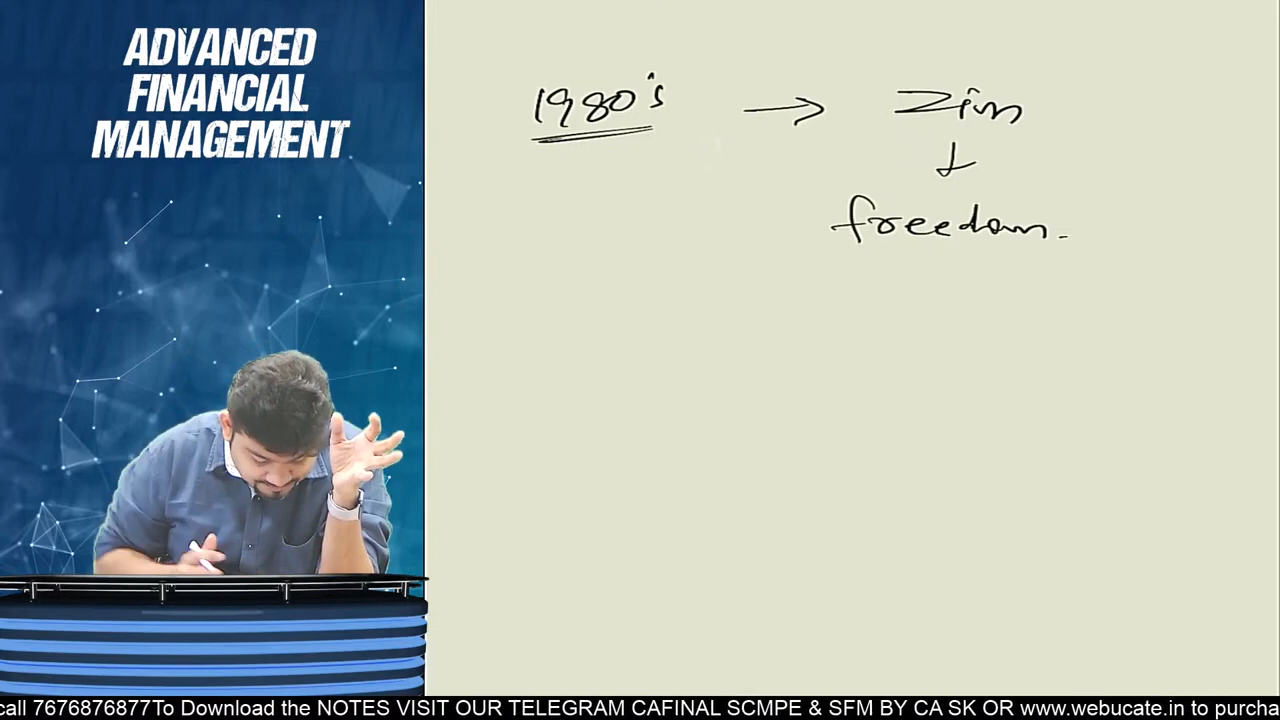 ADVANCED
FINANCIAL
MANAGEMENT
1980's → Zim
↓
freedom.
call 7676876877To Download the NOTES VISIT OUR TELEGRAM CAFINAL SCMPE & SFM BY CA SK OR www.webucate.in to purcha